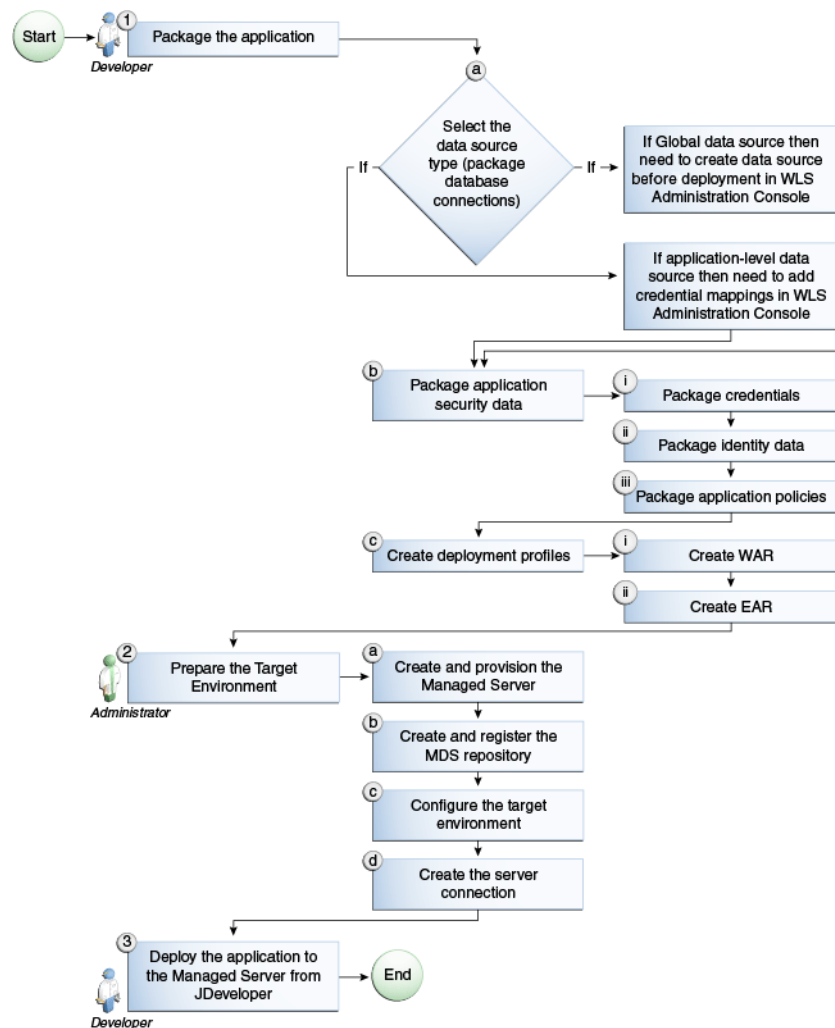 Start
1
Package the application
Developer
a
Select the
data source
type (package
database
connections)
If
If
If Global data source then
need to create data source
before deployment in WLS
Administration Console
If application-level data
source then need to add
credential mappings in WLS
Administration Console
b
Package application
security data
i
Package credentials
ii
Package identity data
iii
Package application policies
c
Create deployment profiles
i
Create WAR
ii
Create EAR
2
Prepare the Target
Environment
Administrator
a
Create and provision the
Managed Server
b
Create and register the
MDS repository
c
Configure the target
environment
d
Create the server
connection
3
Deploy the application to
the Managed Server from
JDeveloper
Developer
End